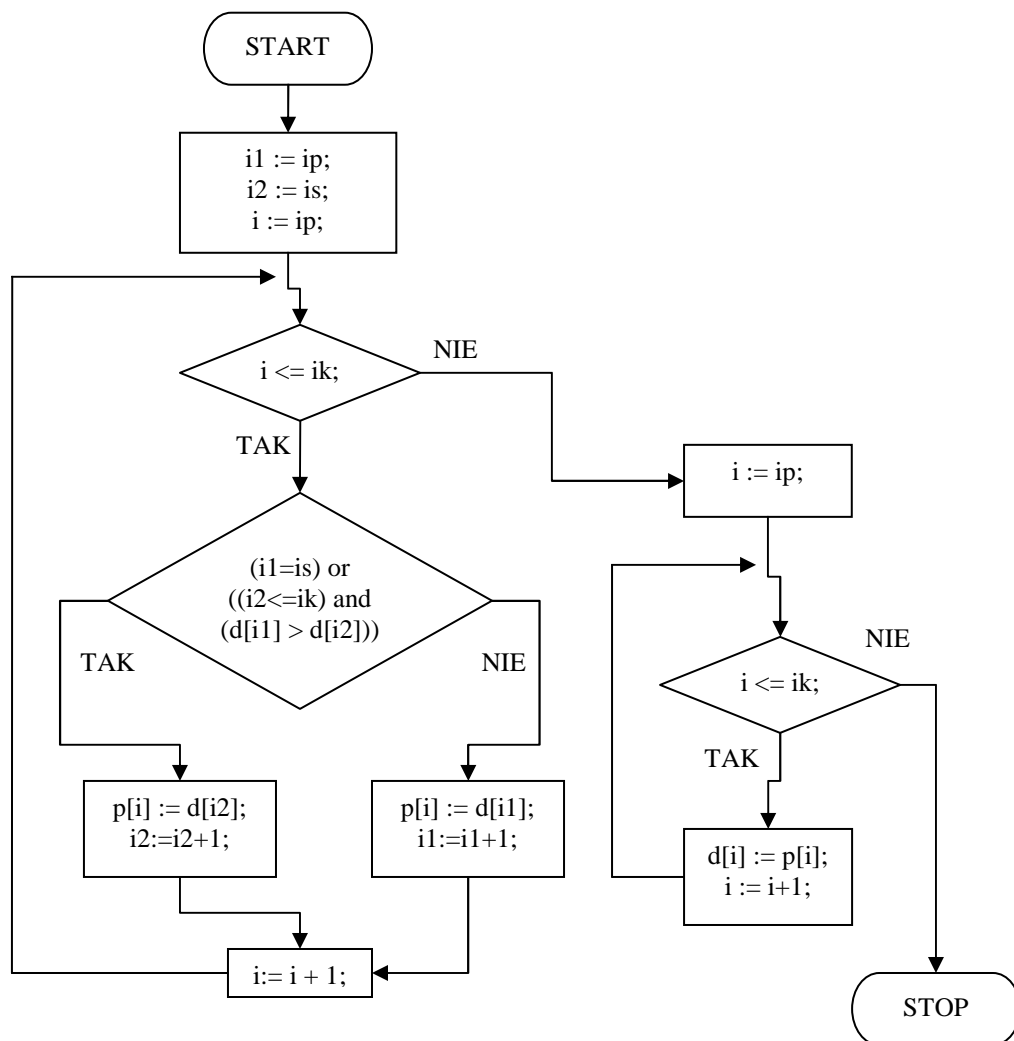 START
i1 := ip;
i2 := is;
i := ip;
i <= ik;
NIE
TAK
(i1=is) or
((i2<=ik) and
(d[i1] > d[i2]))
TAK
NIE
p[i] := d[i2];
i2:=i2+1;
p[i] := d[i1];
i1:=i1+1;
i:= i + 1;
i := ip;
i <= ik;
NIE
TAK
d[i] := p[i];
i := i+1;
STOP